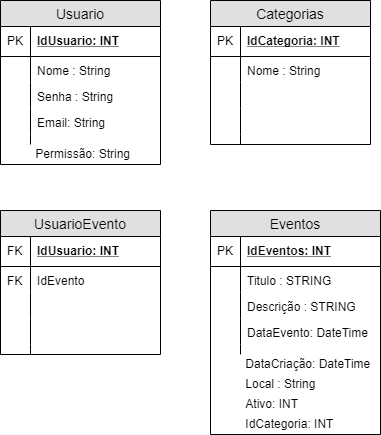 Usuario
PK IdUsuario: INT
Nome : String
Senha : String
Email: String
Permissão: String
Categorias
PK IdCategoria: INT
Nome : String
UsuarioEvento
FK IdUsuario: INT
FK IdEvento
Eventos
PK IdEventos: INT
Titulo : STRING
Descrição : STRING
DataEvento: DateTime
DataCriação: DateTime
Local : String
Ativo: INT
IdCategoria: INT